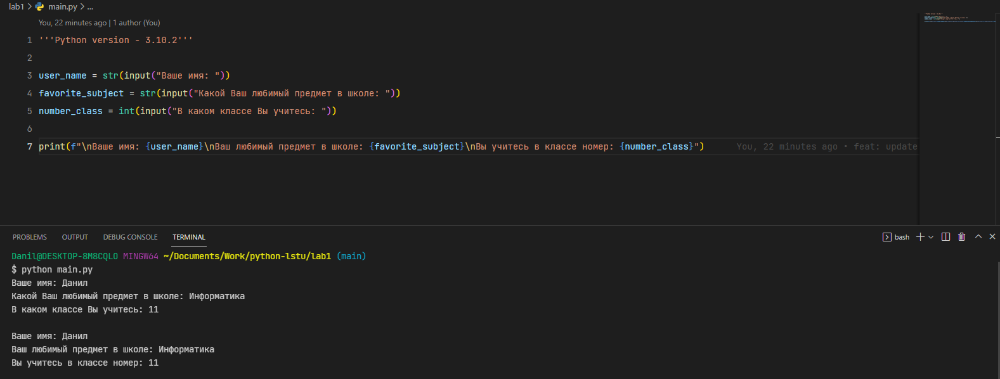 lab1 > main.py > ...
You, 22 minutes ago | 1 author (You)
1 '''Python version - 3.10.2'''
2
3 user_name = str(input("Ваше имя: "))
4 favorite_subject = str(input("Какой Ваш любимый предмет в школе: "))
5 number_class = int(input("В каком классе Вы учитесь: "))
6
7 print(f"\nВаше имя: {user_name}\nВаш любимый предмет в школе: {favorite_subject}\nВы учитесь в классе номер: {number_class}") You, 22 minutes ago • feat: update
PROBLEMS OUTPUT DEBUG CONSOLE TERMINAL bash
Danil@DESKTOP-8M8CQLO MINGW64 ~/Documents/Work/python-lstu/lab1 (main)
$ python main.py
Ваше имя: Данил
Какой Ваш любимый предмет в школе: Информатика
В каком классе Вы учитесь: 11
Ваше имя: Данил
Ваш любимый предмет в школе: Информатика
Вы учитесь в классе номер: 11